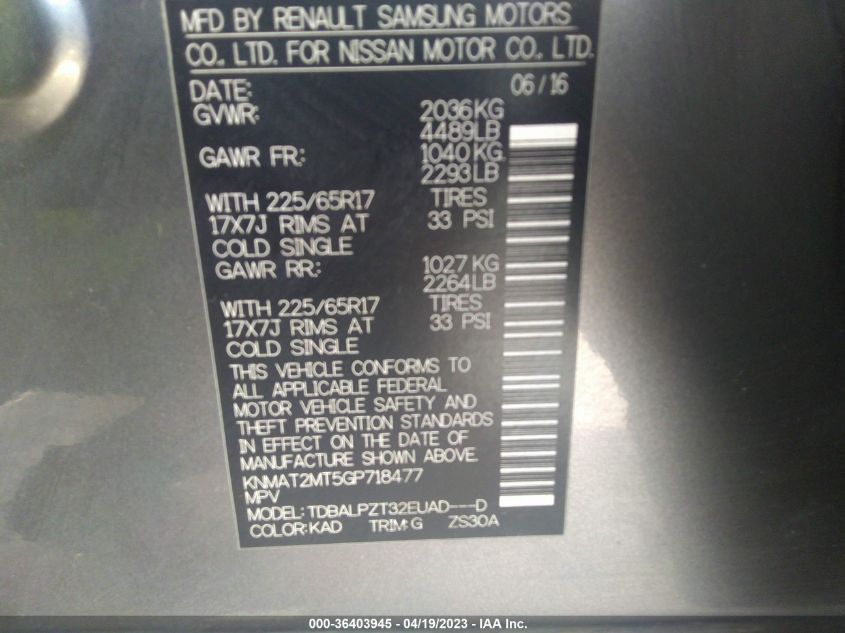 MFD BY RENAULT SAMSUNG MOTORS
CO., LTD. FOR NISSAN MOTOR CO., LTD.
DATE: 06/16
GVWR: 2036KG
4489LB
GAWR FR: 1040KG
2293LB
WITH 225/65R17 TIRES
17X7J RIMS AT 33 PSI
COLD SINGLE
GAWR RR: 1027KG
2264LB
WITH 225/65R17 TIRES
17X7J RIMS AT 33 PSI
COLD SINGLE
THIS VEHICLE CONFORMS TO
ALL APPLICABLE FEDERAL
MOTOR VEHICLE SAFETY AND
THEFT PREVENTION STANDARDS
IN EFFECT ON THE DATE OF
MANUFACTURE SHOWN ABOVE.
KNMAT2MT5GP718477
MPV
MODEL: TDBALPZT32EUAD---D
COLOR: KAD TRIM: G ZS30A
000-36403945 - 04/19/2023 - IAA Inc.